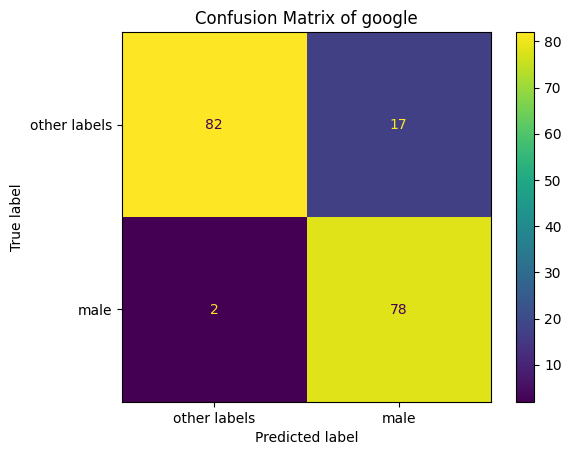 Confusion Matrix of google
other labels
male
True label
82
17
2
78
other labels
male
Predicted label
80
70
60
50
40
30
20
10